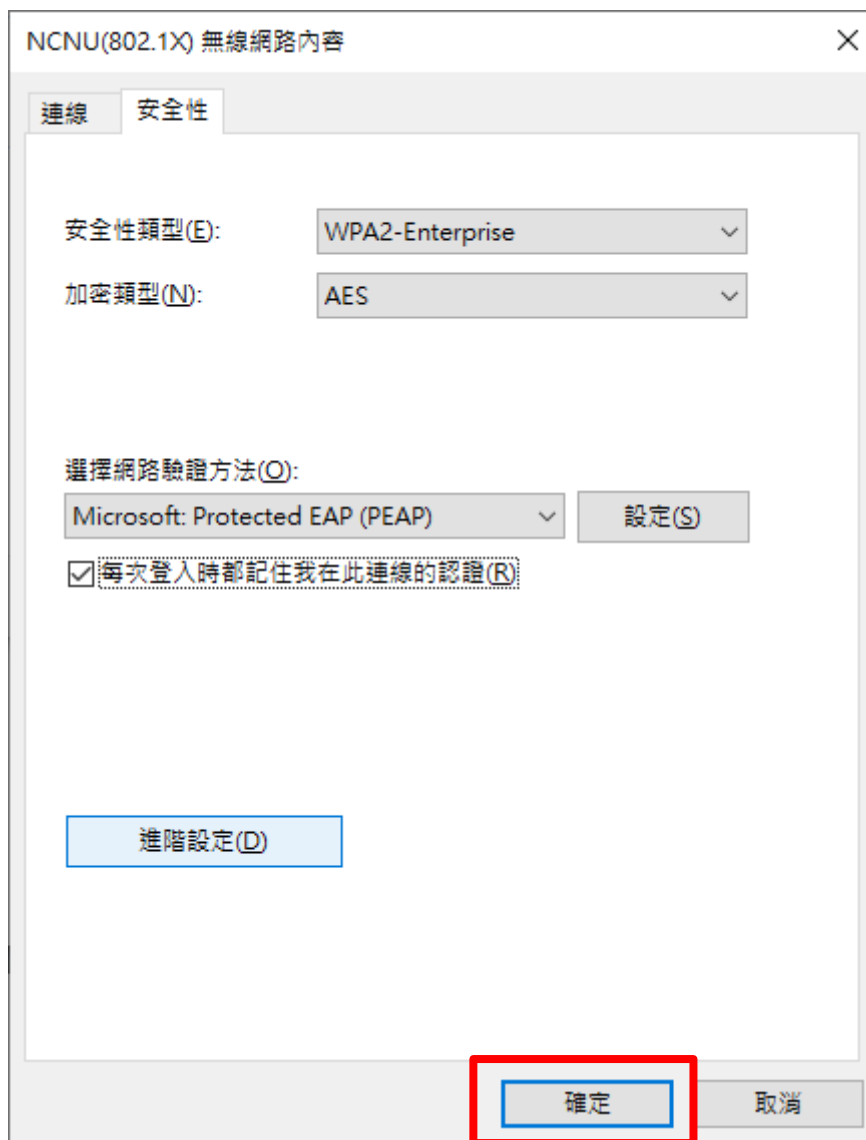 NCNU(802.1X) 無線網路內容
連線 安全性
安全性類型(E): WPA2-Enterprise
加密類型(N): AES
選擇網路驗證方法(O):
Microsoft: Protected EAP (PEAP) 設定(S)
每次登入時都記住我在此連線的認證(R)
進階設定(D)
確定 取消